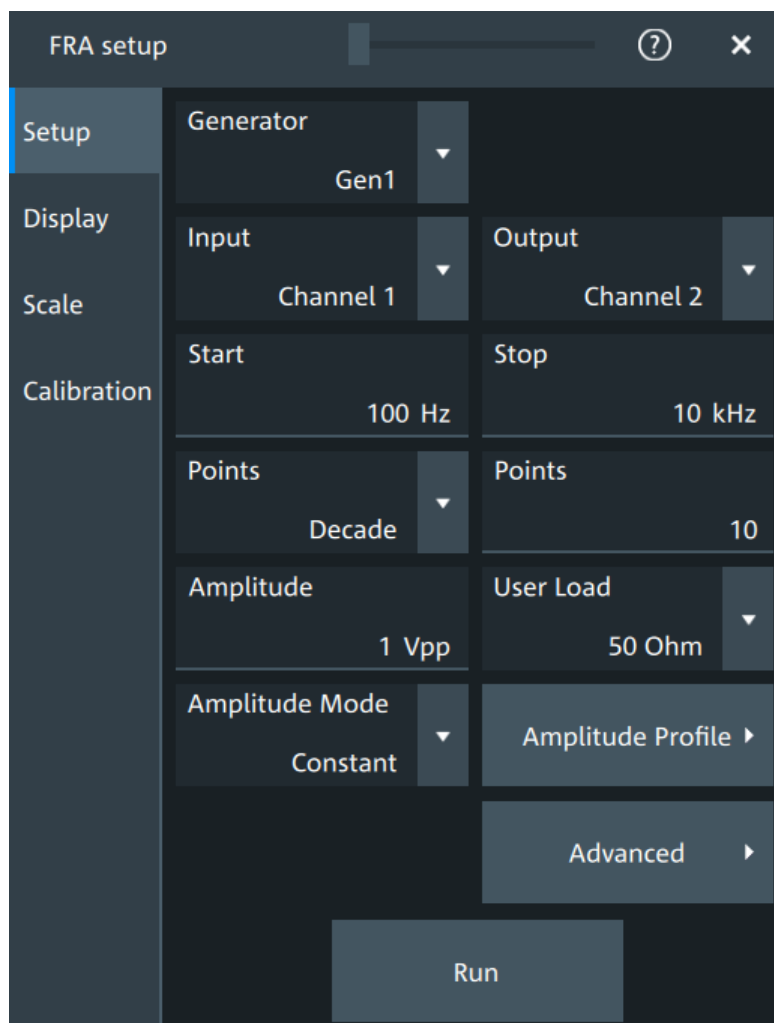 FRA setup
Setup
Display
Scale
Calibration
Generator
Gen1
Input
Channel 1
Output
Channel 2
Start
100 Hz
Stop
10 kHz
Points
Decade
Points
10
Amplitude
1 Vpp
User Load
50 Ohm
Amplitude Mode
Constant
Amplitude Profile
Advanced
Run